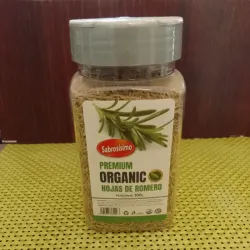 Sabrosísimo
PREMIUM
ORGANIC
HOJAS DE ROMERO